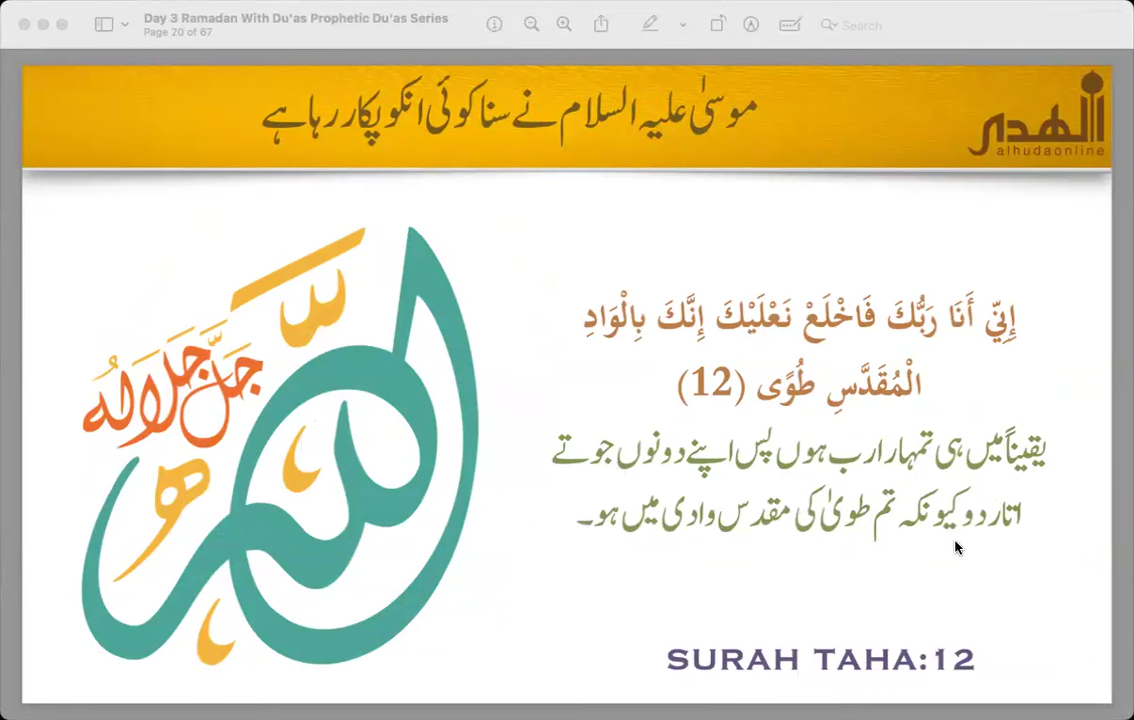 Day 3 Ramadan With Du'as Prophetic Du'as Series
Page 20 of 67
Search
موسیٰ علیہ السلام نے سنا کوئی انکو پکار رہا ہے
الهدى
alhudaonline
الله
جل جلاله
إِنِّي أَنَا رَبُّكَ فَاخْلَعْ نَعْلَيْكَ إِنَّكَ بِالْوَادِ
الْمُقَدَّسِ طُوًى (12)
یقیناً میں ہی تمہارا رب ہوں پس اپنے دونوں جوتے
اتار دو کیونکہ تم طویٰ کی مقدس وادی میں ہو۔
SURAH TAHA:12